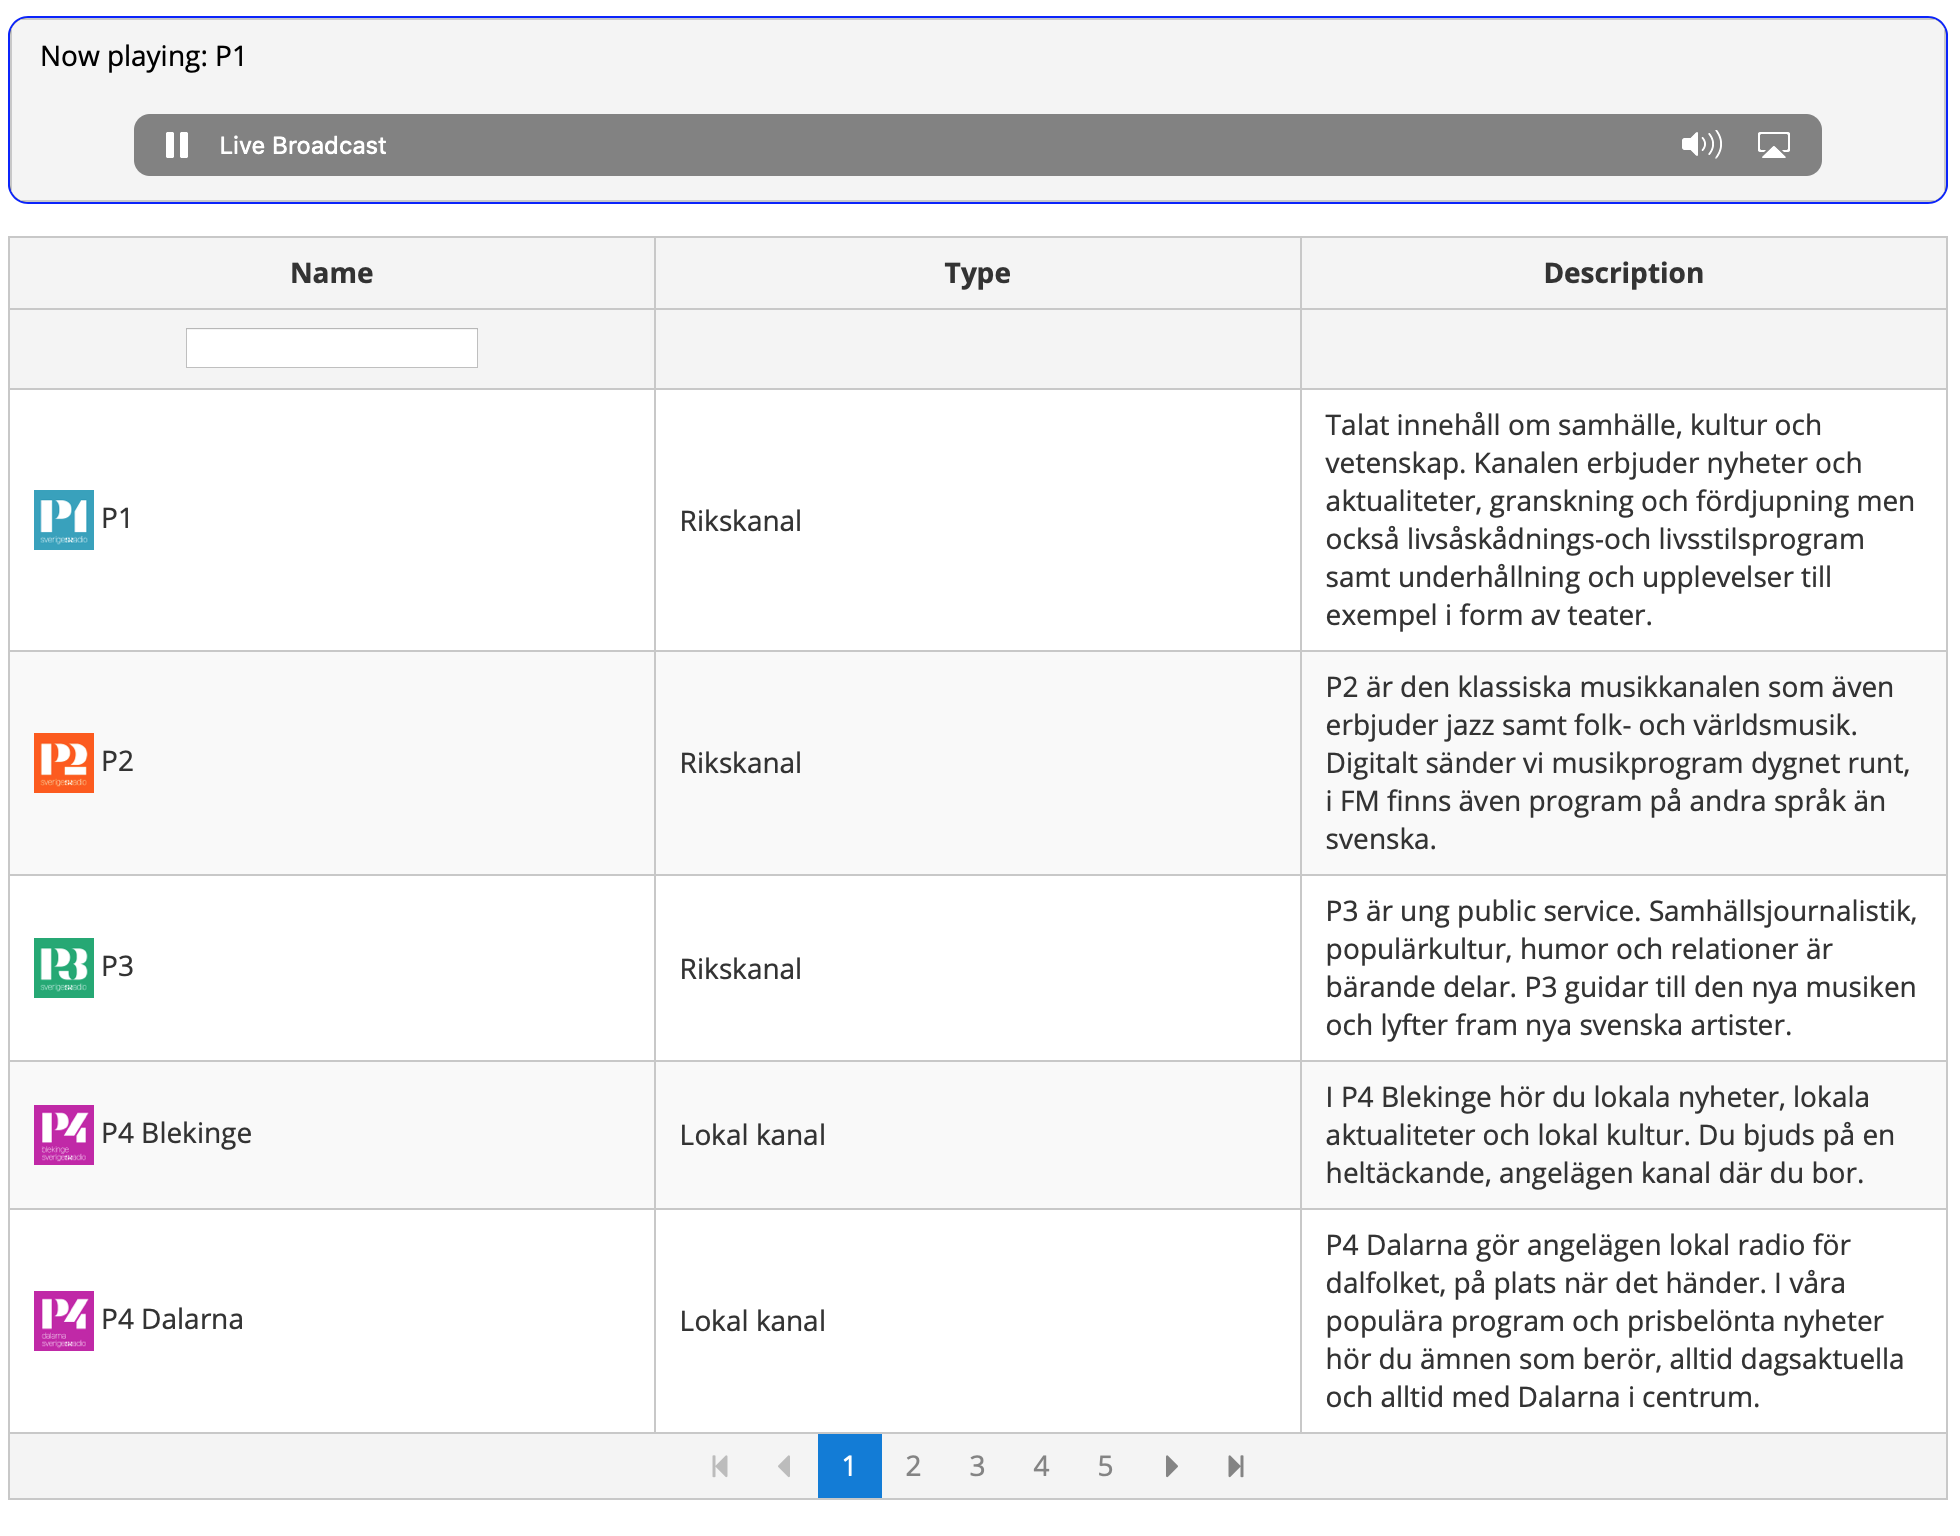 Now playing: P1
Live Broadcast
Name Type Description
P1 sverigesradio P1
Rikskanal
Talat innehåll om samhälle, kultur och
vetenskap. Kanalen erbjuder nyheter och
aktualiteter, granskning och fördjupning men
också livsåskådnings-och livsstilsprogram
samt underhållning och upplevelser till
exempel i form av teater.
P2 sverigesradio P2
Rikskanal
P2 är den klassiska musikkanalen som även
erbjuder jazz samt folk- och världsmusik.
Digitalt sänder vi musikprogram dygnet runt,
i FM finns även program på andra språk än
svenska.
P3 sverigesradio P3
Rikskanal
P3 är ung public service. Samhällsjournalistik,
populärkultur, humor och relationer är
bärande delar. P3 guidar till den nya musiken
och lyfter fram nya svenska artister.
P4 blekinge sverigesradio P4 Blekinge
Lokal kanal
I P4 Blekinge hör du lokala nyheter, lokala
aktualiteter och lokal kultur. Du bjuds på en
heltäckande, angelägen kanal där du bor.
P4 dalarna sverigesradio P4 Dalarna
Lokal kanal
P4 Dalarna gör angelägen lokal radio för
dalfolket, på plats när det händer. I våra
populära program och prisbelönta nyheter
hör du ämnen som berör, alltid dagsaktuella
och alltid med Dalarna i centrum.
1 2 3 4 5